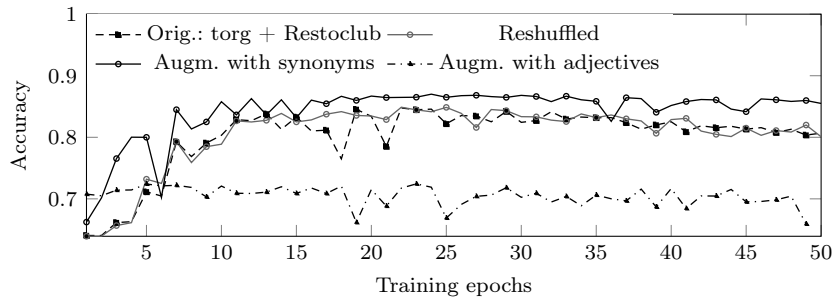 1
Orig.: torg + Restoclub
Reshuffled
Augm. with synonyms
Augm. with adjectives
0.9
0.8
0.7
Accuracy
5 10 15 20 25 30 35 40 45 50
Training epochs